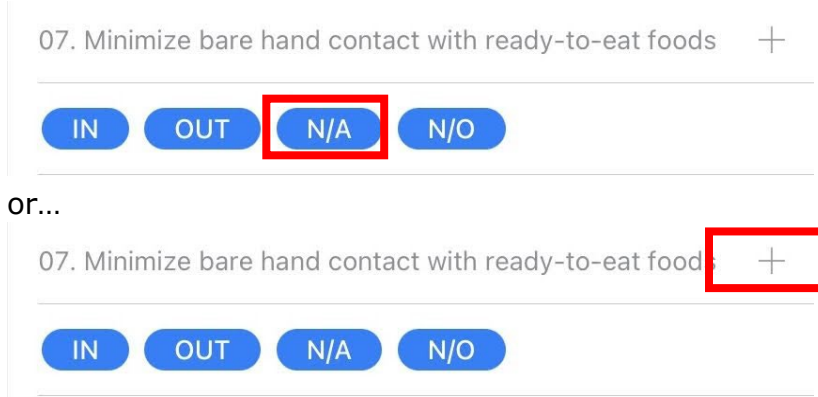 07. Minimize bare hand contact with ready-to-eat foods +
IN OUT N/A N/O
or...
07. Minimize bare hand contact with ready-to-eat foods +
IN OUT N/A N/O